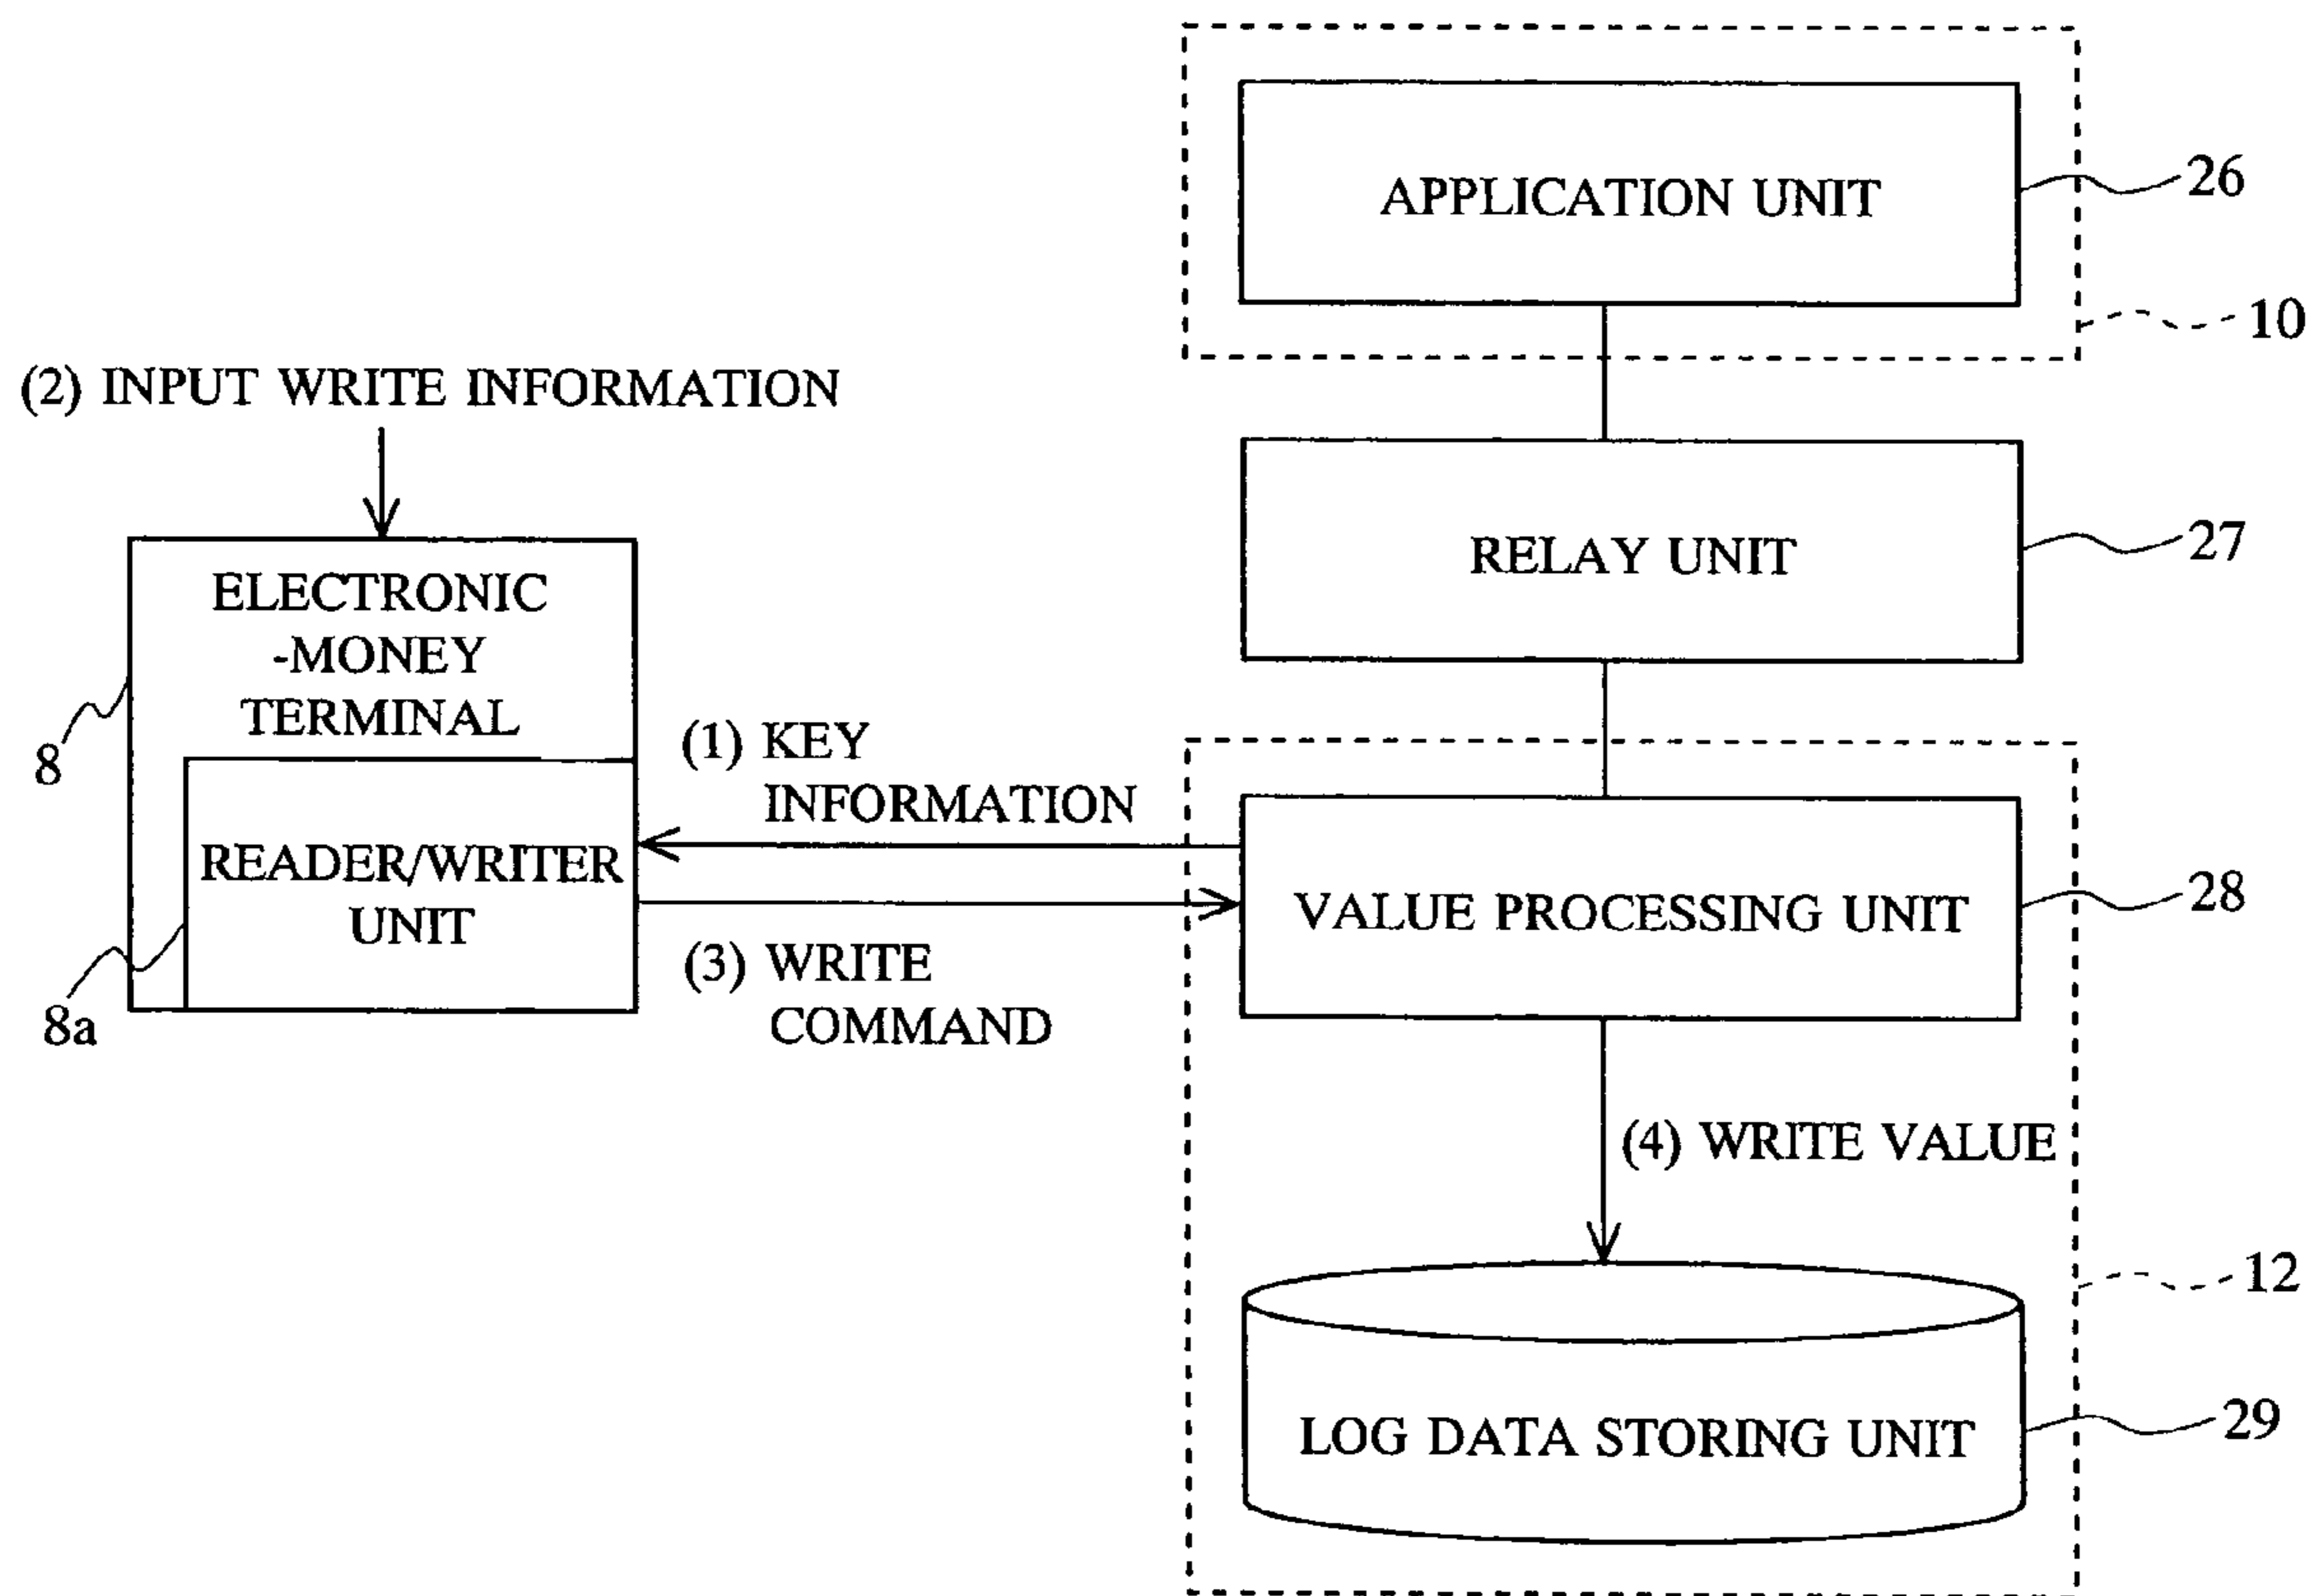 APPLICATION UNIT
26
10
(2) INPUT WRITE INFORMATION
RELAY UNIT
27
ELECTRONIC
-MONEY
TERMINAL
8
(1) KEY
INFORMATION
READER/WRITER
UNIT
8a
(3) WRITE
COMMAND
VALUE PROCESSING UNIT
28
(4) WRITE VALUE
12
LOG DATA STORING UNIT
29